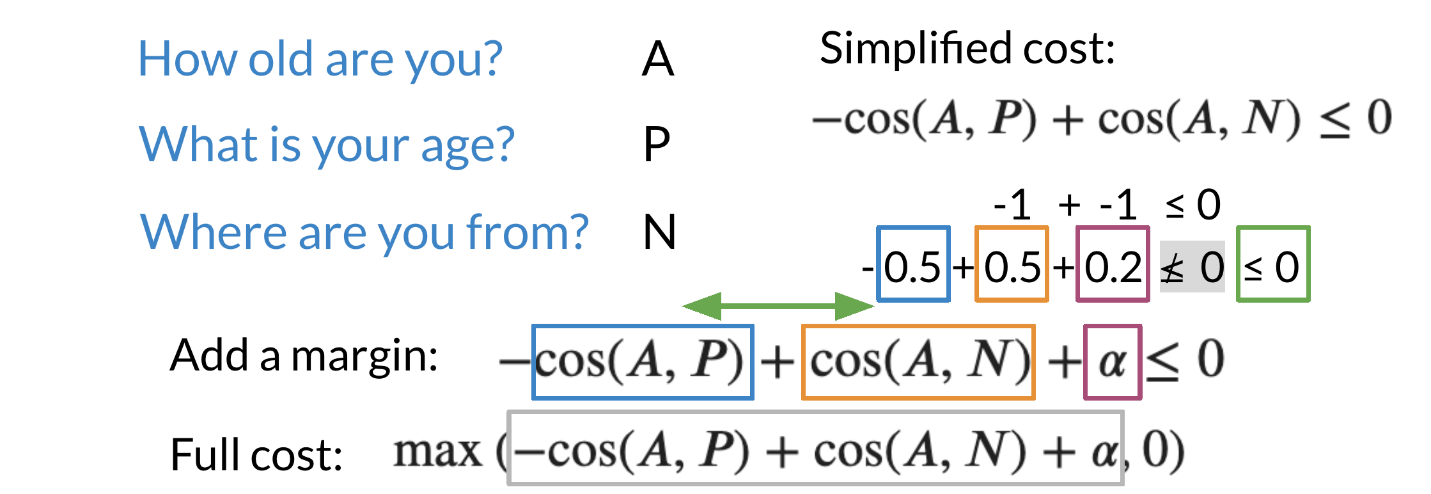 How old are you? A
What is your age? P
Where are you from? N
Simplified cost:
−cos(A, P) + cos(A, N) ≤ 0
-1 + -1 ≤ 0
-0.5+0.5+0.2 ≰ 0 ≤ 0
Add a margin: −cos(A, P) + cos(A, N) + α ≤ 0
Full cost: max (−cos(A, P) + cos(A, N) + α, 0)